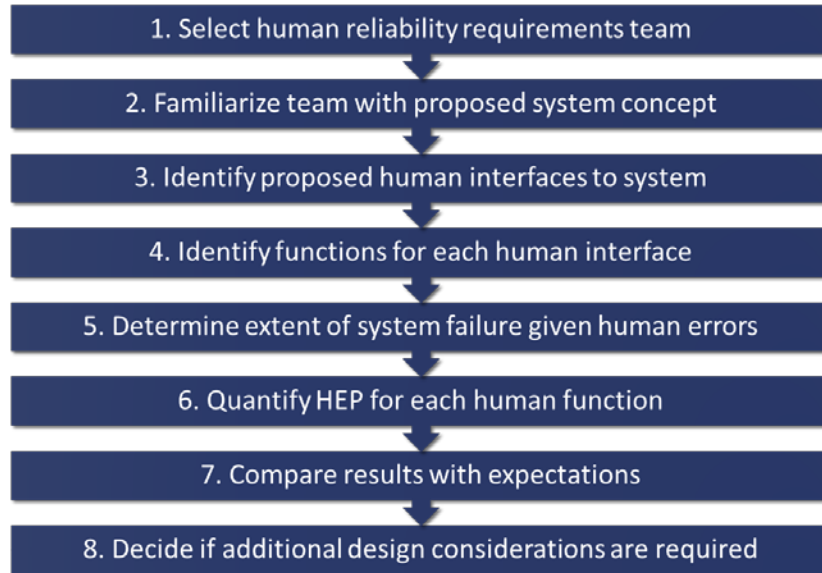 1. Select human reliability requirements team
2. Familiarize team with proposed system concept
3. Identify proposed human interfaces to system
4. Identify functions for each human interface
5. Determine extent of system failure given human errors
6. Quantify HEP for each human function
7. Compare results with expectations
8. Decide if additional design considerations are required